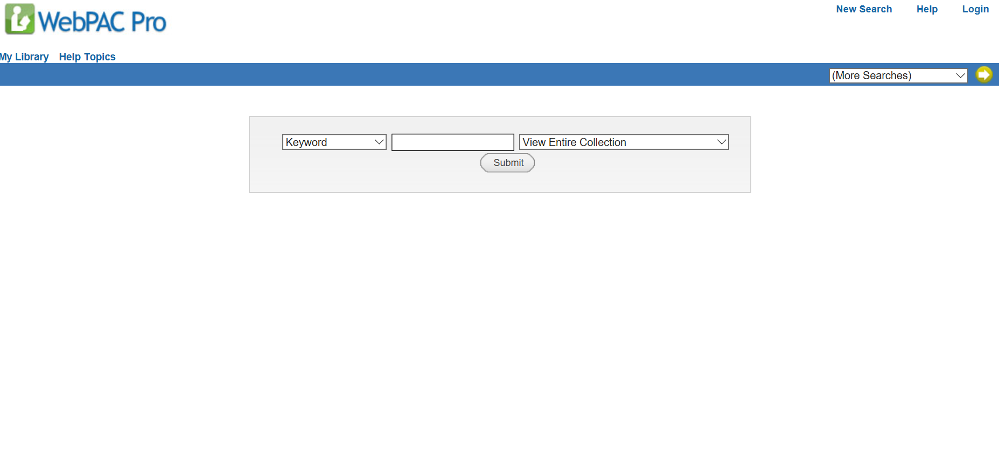 WebPAC Pro
New Search Help Login
My Library Help Topics
(More Searches)
Keyword View Entire Collection
Submit